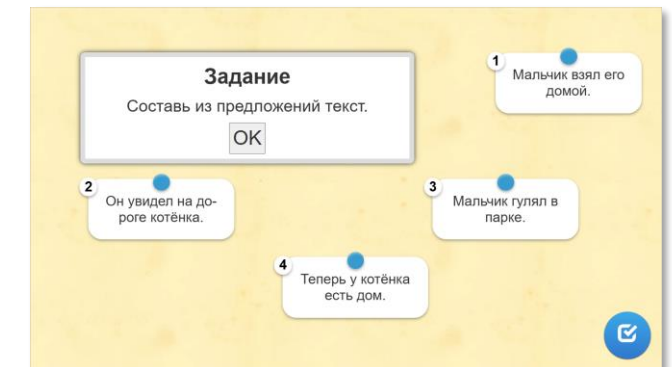 Задание
Составь из предложений текст.
OK
1
Мальчик взял его
домой.
2
Он увидел на до-
роге котёнка.
3
Мальчик гулял в
парке.
4
Теперь у котёнка
есть дом.